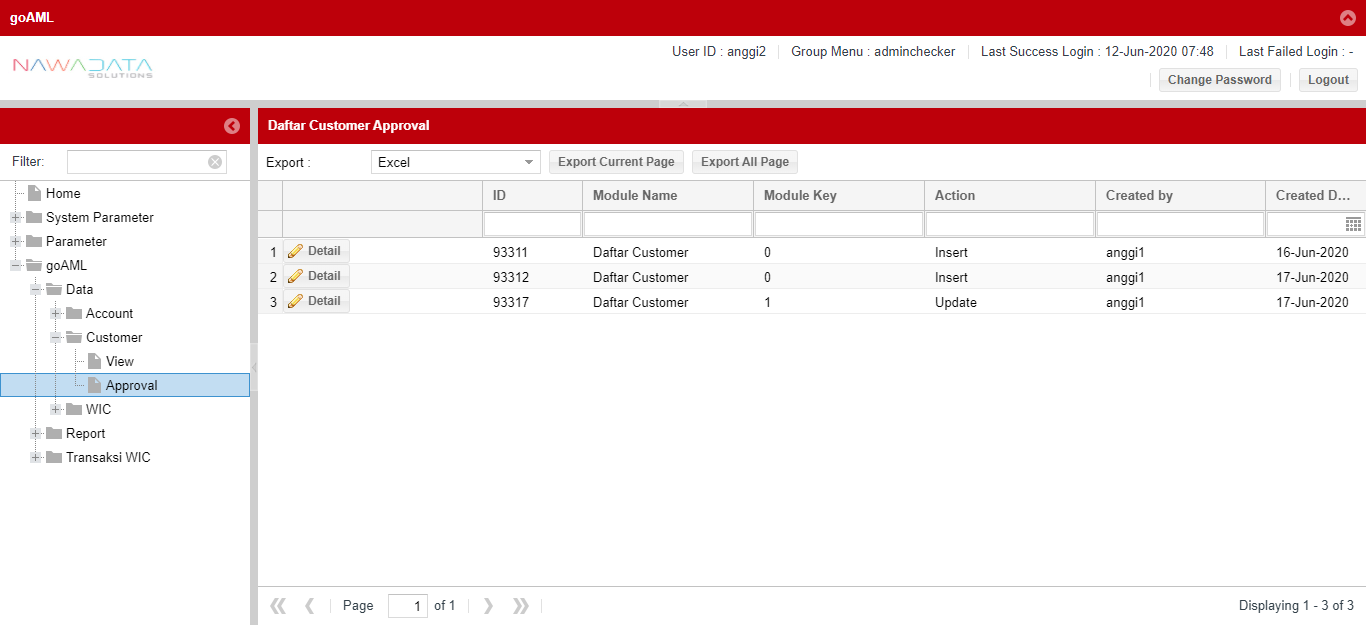 goAML
NAWADATA
SOLUTIONS
User ID : anggi2 Group Menu : adminchecker Last Success Login : 12-Jun-2020 07:48 Last Failed Login : -
Change Password Logout
Daftar Customer Approval
Filter:
Home
System Parameter
Parameter
goAML
Data
Account
Customer
View
Approval
WIC
Report
Transaksi WIC
Export : Excel Export Current Page Export All Page
ID Module Name Module Key Action Created by Created D...
1 Detail 93311 Daftar Customer 0 Insert anggi1 16-Jun-2020
2 Detail 93312 Daftar Customer 0 Insert anggi1 17-Jun-2020
3 Detail 93317 Daftar Customer 1 Update anggi1 17-Jun-2020
Page 1 of 1 Displaying 1 - 3 of 3